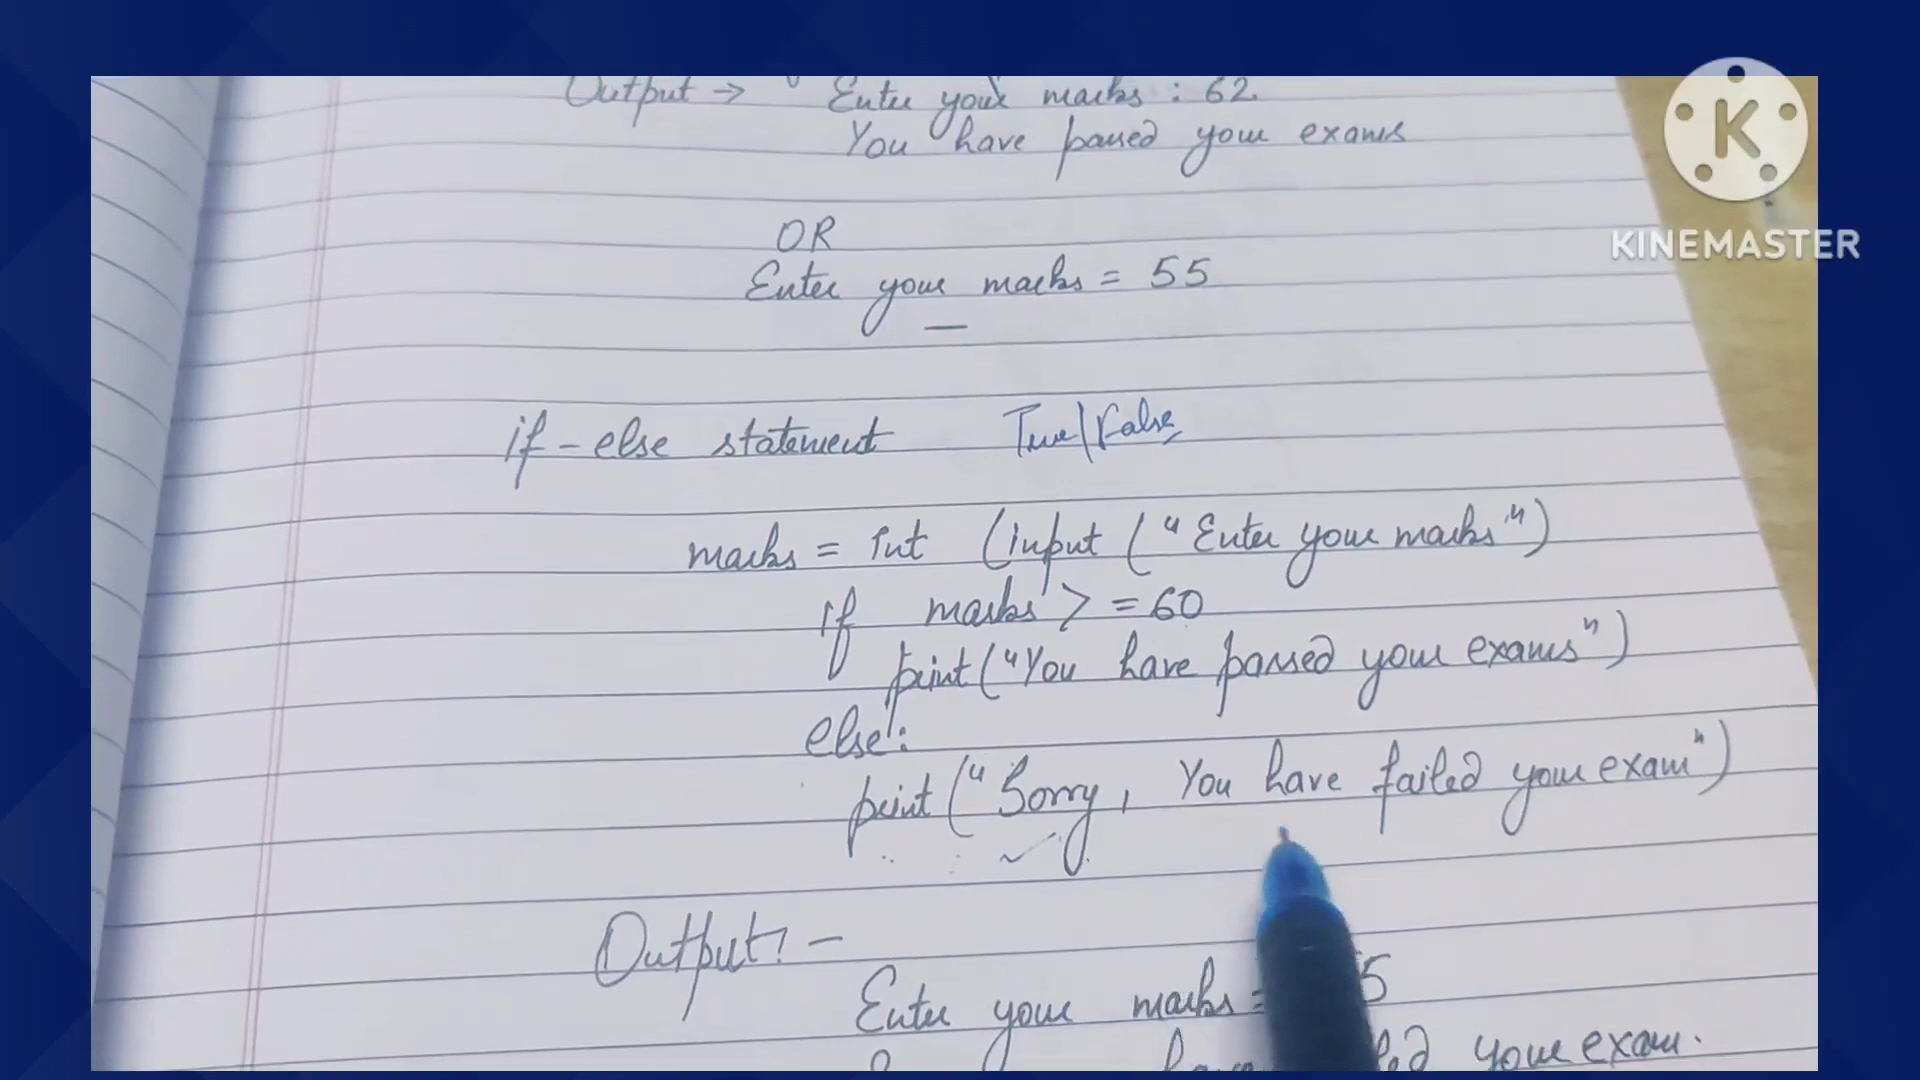 Output → Enter your marks : 62.
You have passed your exams
K
KINEMASTER
OR
Enter your marks = 55
—
if-else statement True/False
marks = int (input ("Enter your marks")
if marks >= 60
print("You have passed your exams")
else:
print("Sorry, You have failed your exam")
Output:-
Enter your marks = 5
have your exam.